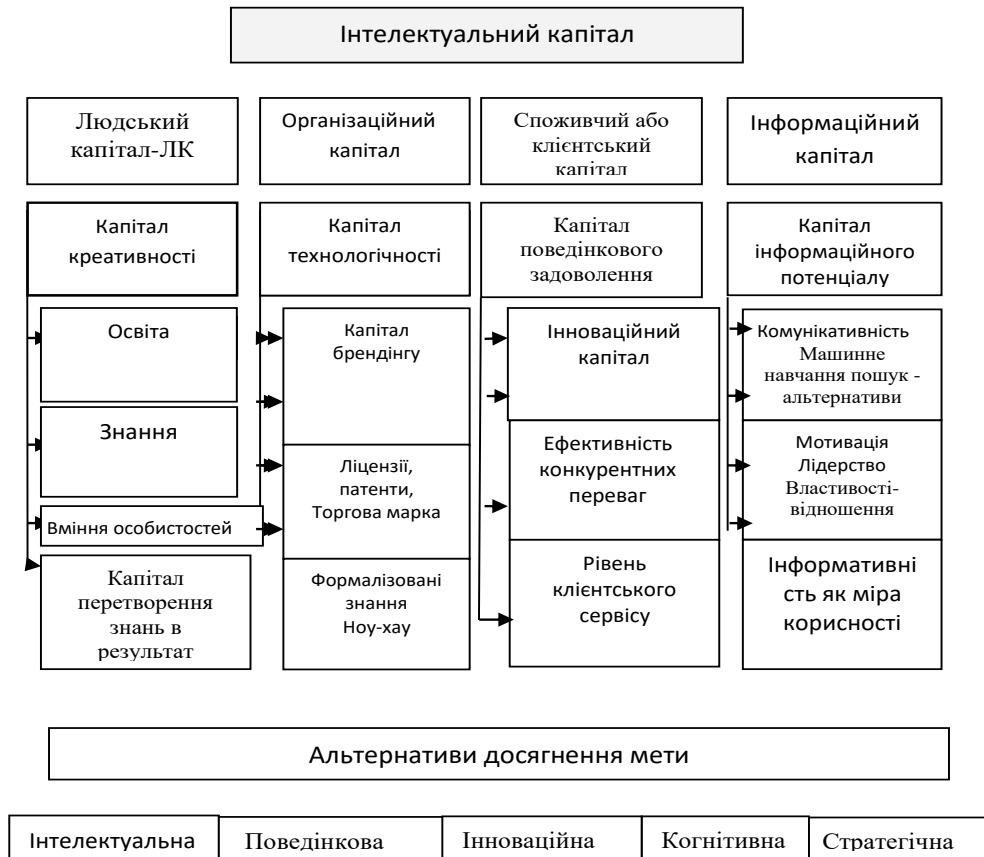 Інтелектуальний капітал
Людський
капітал-ЛК
Організаційний
капітал
Споживчий або
клієнтський
капітал
Інформаційний
капітал
Капітал
креативності
Капітал
технологічності
Капітал
поведінкового
задоволення
Капітал
інформаційного
потенціалу
Освіта
Знання
Вміння особистостей
Капітал
перетворення
знань в
результат
Капітал
брендінгу
Ліцензії,
патенти,
Торгова марка
Формалізовані
знання
Ноу-хау
Інноваційний
капітал
Ефективність
конкурентних
переваг
Рівень
клієнтського
сервісу
Комунікативність
Машинне
навчання пошук -
альтернативи
Мотивація
Лідерство
Властивості-
відношення
Інформативні
сть як міра
корисності
Альтернативи досягнення мети
Інтелектуальна
Поведінкова
Інноваційна
Когнітивна
Стратегічна